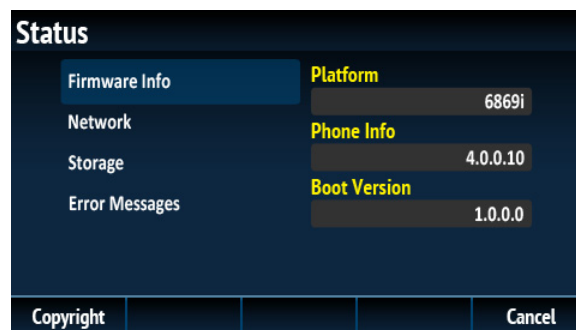 Status
Firmware Info
Network
Storage
Error Messages
Platform
6869i
Phone Info
4.0.0.10
Boot Version
1.0.0.0
Copyright
Cancel